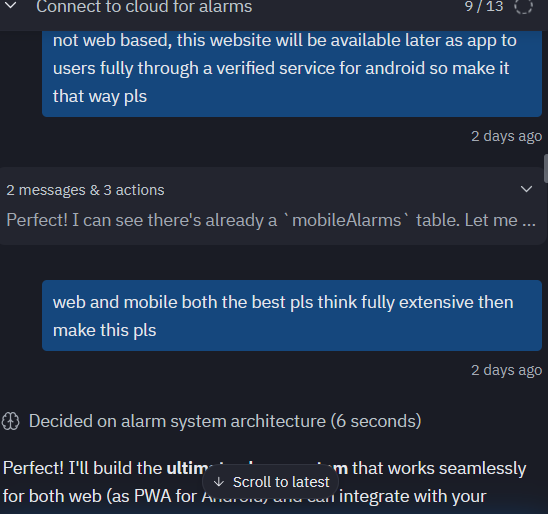 Connect to cloud for alarms 9 / 13
not web based, this website will be available later as app to
users fully through a verified service for android so make it
that way pls
2 days ago
2 messages & 3 actions
Perfect! I can see there's already a `mobileAlarms` table. Let me ...
web and mobile both the best pls think fully extensive then
make this pls
2 days ago
Decided on alarm system architecture (6 seconds)
Perfect! I'll build the that works seamlessly
Scroll to latest
for both web (as PWA for Android) and can integrate with your